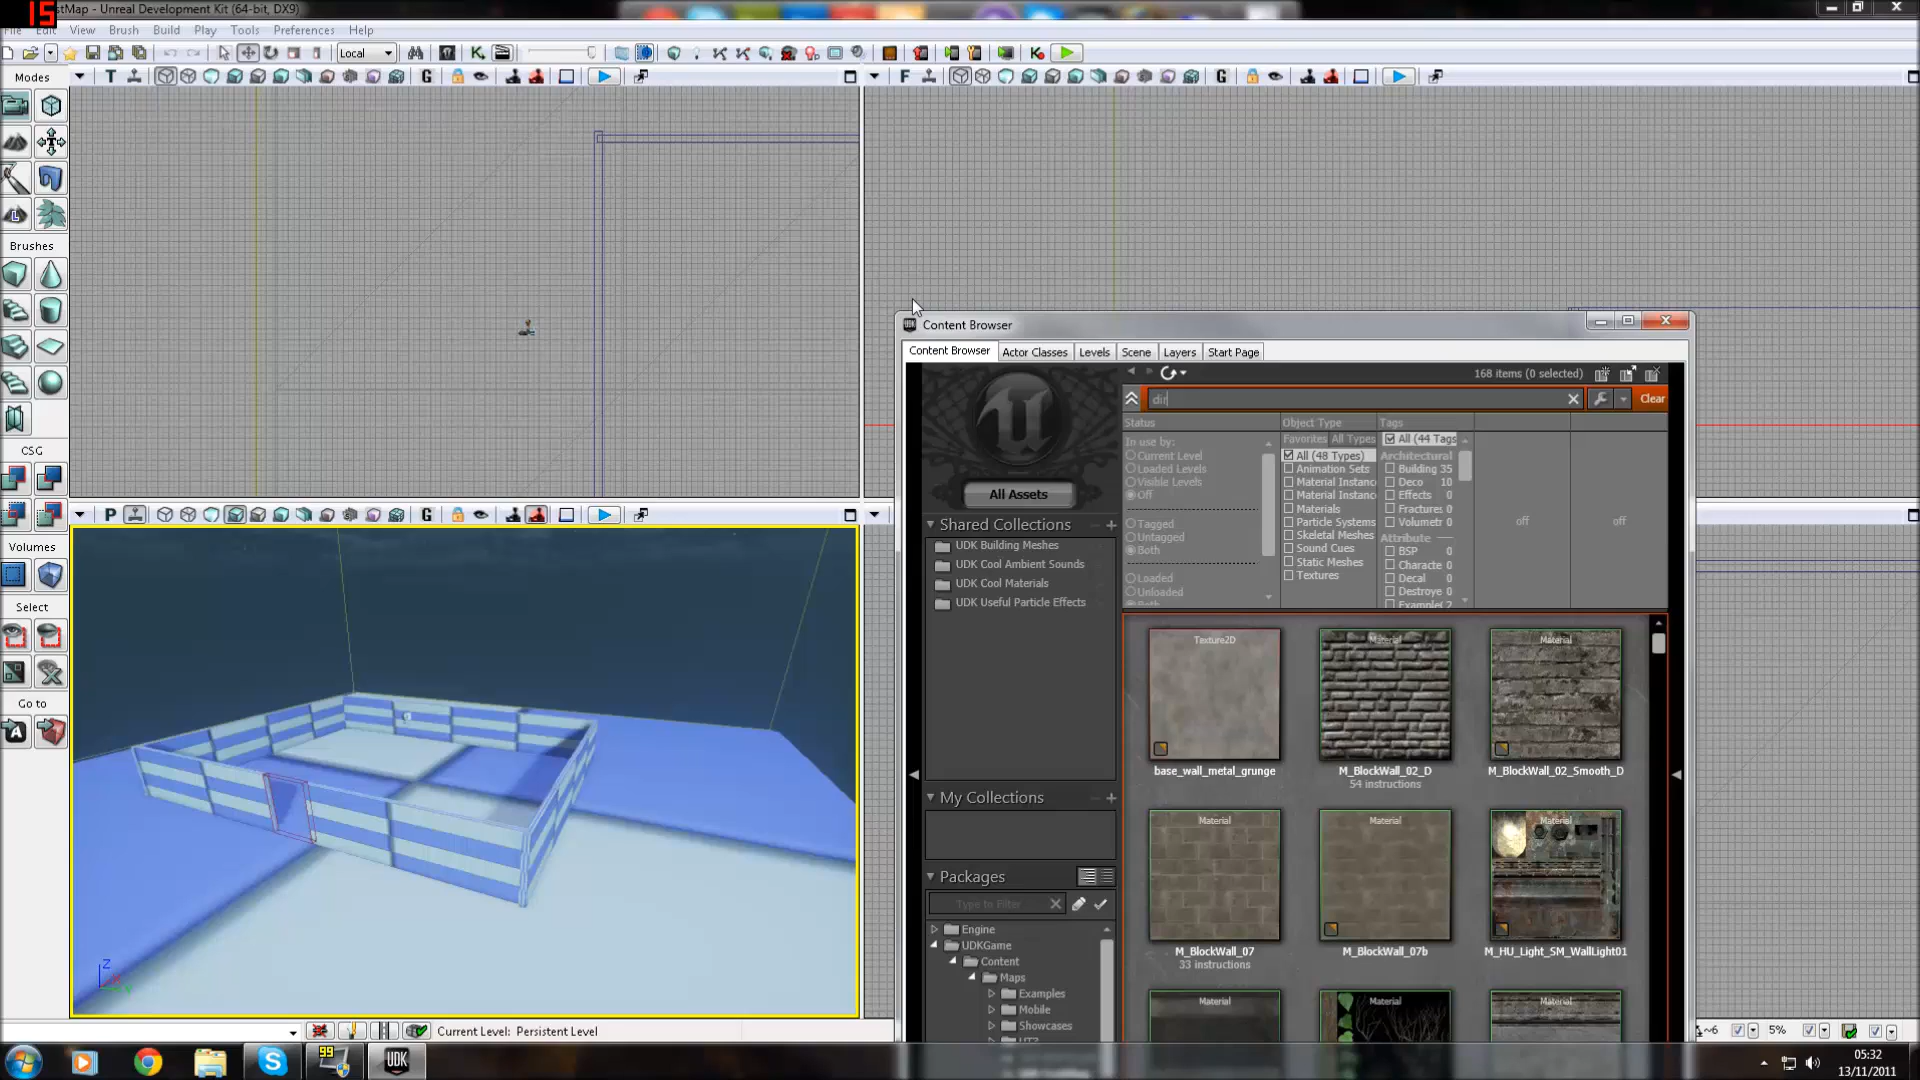 15
stMap - Unreal Development Kit (64-bit, DX9)
File Edit View Brush Build Play Tools Preferences Help
Local
Modes
T
G
F
G
Brushes
CSG
Volumes
Select
Go to
P
G
Content Browser
Content Browser Actor Classes Levels Scene Layers Start Page
168 items (0 selected)
dir
Clear
Status
Object Type
Tags
In use by:
Current Level
Loaded Levels
Visible Levels
Off
Tagged
Untagged
Both
Loaded
Unloaded
Both
Favorites All Types
All (48 Types)
Animation Sets
Material Instanc
Material Instanc
Materials
Particle Systems
Skeletal Meshes
Sound Cues
Static Meshes
Textures
All (44 Tags
Architectural
Building 35
Deco 10
Effects 0
Fractures 0
Volumetr 0
Attribute
BSP 0
Characte 0
Decal 0
Destroye 0
Example( 2
off
off
All Assets
Shared Collections
UDK Building Meshes
UDK Cool Ambient Sounds
UDK Cool Materials
UDK Useful Particle Effects
My Collections
Packages
Type to Filter
Engine
UDKGame
Content
Maps
Examples
Mobile
Showcases
UT3
Texture2D
base_wall_metal_grunge
Material
M_BlockWall_02_D
54 instructions
Material
M_BlockWall_02_Smooth_D
Material
M_BlockWall_07
33 instructions
Material
M_BlockWall_07b
Material
M_HU_Light_SM_WallLight01
Material
Material
Material
Z
Current Level: Persistent Level
~6
5%
99
UDK
05:32
13/11/2011